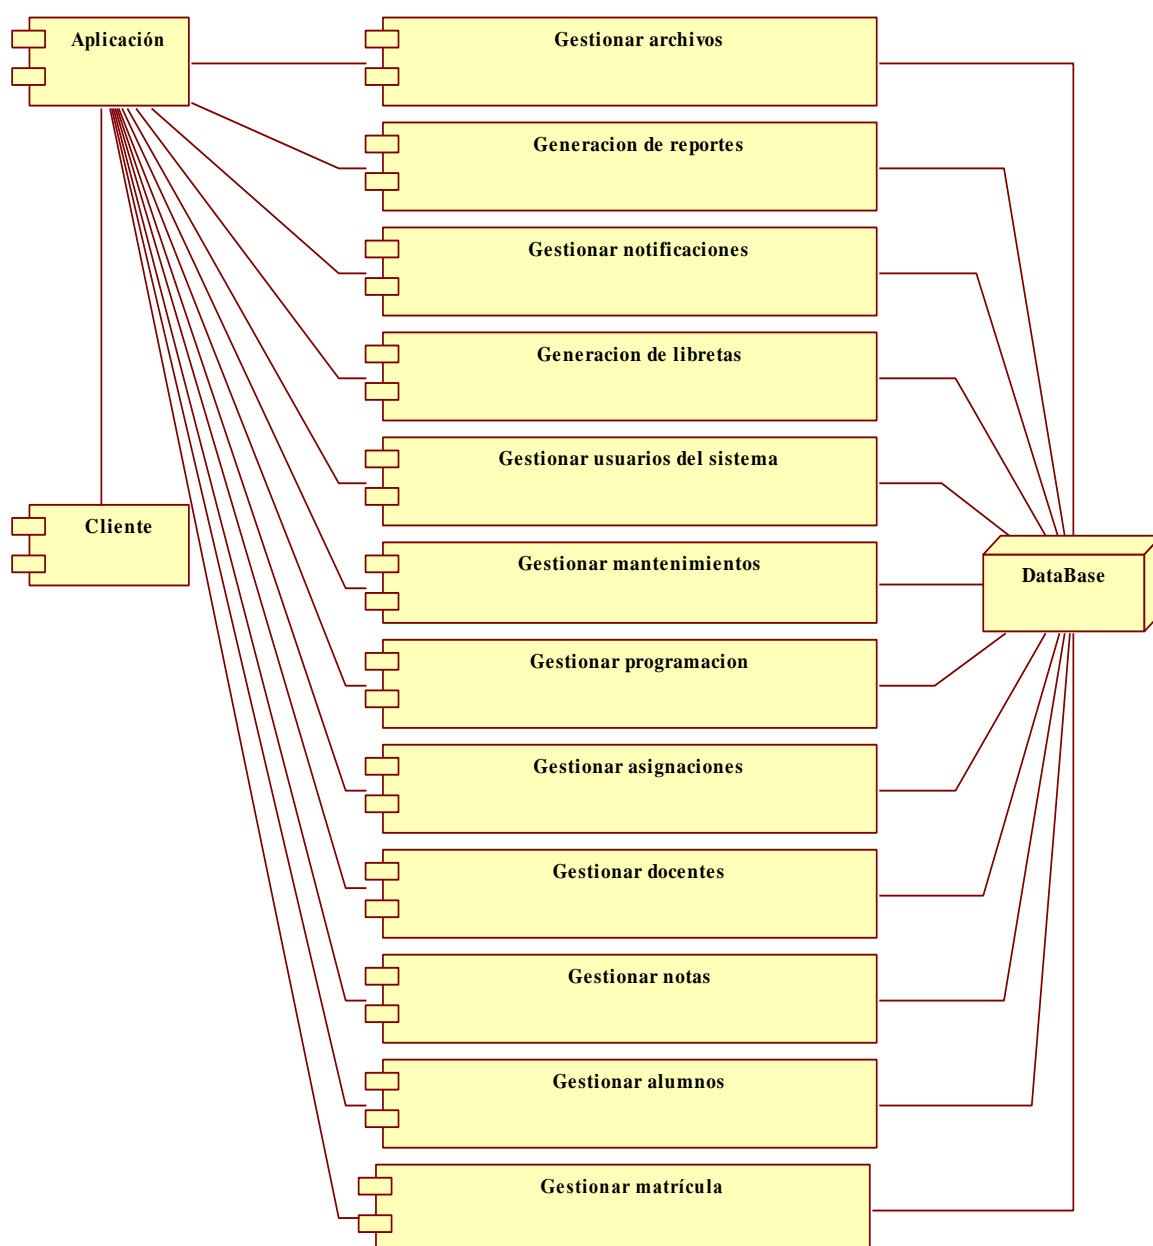 Aplicación
Gestionar archivos
Generacion de reportes
Gestionar notificaciones
Generacion de libretas
Gestionar usuarios del sistema
Cliente
Gestionar mantenimientos
DataBase
Gestionar programacion
Gestionar asignaciones
Gestionar docentes
Gestionar notas
Gestionar alumnos
Gestionar matrícula